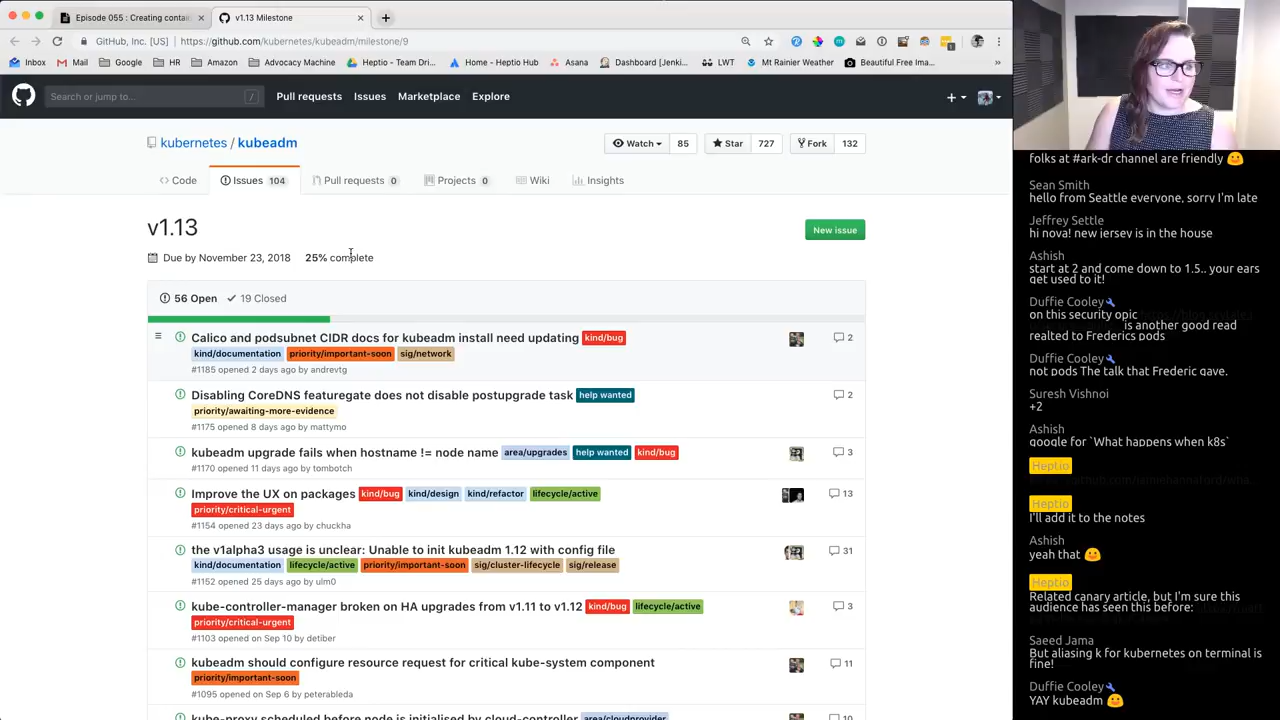 Episode 055 : Creating contai
v1.13 Milestone
GitHub, Inc. [US]
https://github.com/kubernetes/kubeadm/milestone/9
Inbox
Mail
Google
HR
Amazon
Advocacy Machine
Heptio - Team Dri...
Home - Heptio Hub
Asana
Dashboard [Jenki...
LWT
Mt Rainier Weather
Beautiful Free Ima...
Search or jump to...
/
Pull requests
Issues
Marketplace
Explore
kubernetes / kubeadm
Watch 85
Star 727
Fork 132
Code
Issues 104
Pull requests 0
Projects 0
Wiki
Insights
v1.13
New issue
Due by November 23, 2018 25% complete
56 Open 19 Closed
Calico and podsubnet CIDR docs for kubeadm install need updating kind/bug 2
kind/documentation priority/important-soon sig/network
#1185 opened 2 days ago by andrevtg
Disabling CoreDNS featuregate does not disable postupgrade task help wanted 2
priority/awaiting-more-evidence
#1175 opened 8 days ago by mattymo
kubeadm upgrade fails when hostname != node name area/upgrades help wanted kind/bug 3
#1170 opened 11 days ago by tombotch
Improve the UX on packages kind/bug kind/design kind/refactor lifecycle/active 13
priority/critical-urgent
#1154 opened 23 days ago by chuckha
the v1alpha3 usage is unclear: Unable to init kubeadm 1.12 with config file 31
kind/documentation lifecycle/active priority/important-soon sig/cluster-lifecycle sig/release
#1152 opened 25 days ago by ulm0
kube-controller-manager broken on HA upgrades from v1.11 to v1.12 kind/bug lifecycle/active 3
priority/critical-urgent
#1103 opened on Sep 10 by detiber
kubeadm should configure resource request for critical kube-system component 11
priority/important-soon
#1095 opened on Sep 6 by peterableda
kube-proxy scheduled before node is initialised by cloud-controller area/cloudprovider 10
folks at #ark-dr channel are friendly
Sean Smith
hello from Seattle everyone, sorry I'm late
Jeffrey Settle
hi nova! new jersey is in the house
Ashish
start at 2 and come down to 1.5.. your ears
get used to it!
Duffie Cooley
on this security opic
is another good read
realted to Frederics pods
Duffie Cooley
not pods The talk that Frederic gave.
Suresh Vishnoi
+2
Ashish
google for `What happens when k8s`
Heptio
Heptio
I'll add it to the notes
Ashish
yeah that
Heptio
Related canary article, but I'm sure this
audience has seen this before:
Saeed Jama
But aliasing k for kubernetes on terminal is
fine!
Duffie Cooley
YAY kubeadm